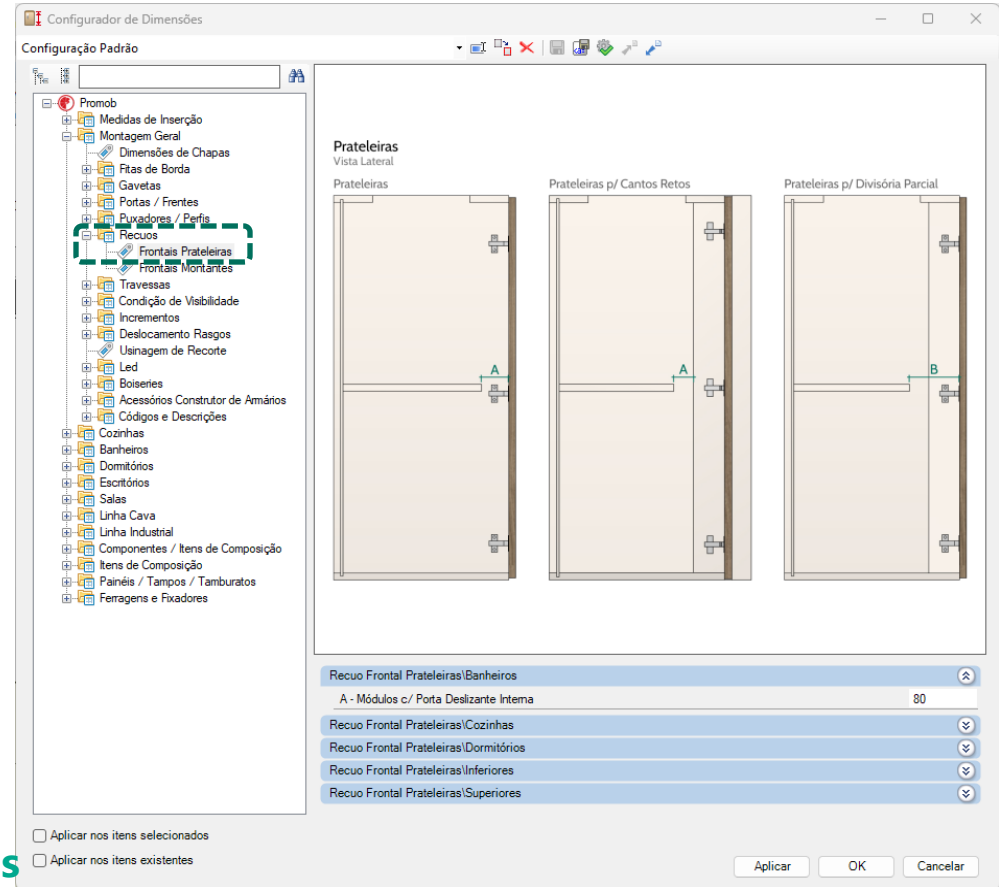 Configurador de Dimensões
Configuração Padrão
Promob
Medidas de Inserção
Montagem Geral
Dimensões de Chapas
Fitas de Borda
Gavetas
Portas / Frentes
Puxadores / Perfis
Recuos
Frontais Prateleiras
Frontais Montantes
Travessas
Condição de Visibilidade
Incrementos
Deslocamento Rasgos
Usinagem de Recorte
Led
Boiseries
Acessórios Construtor de Armários
Códigos e Descrições
Cozinhas
Banheiros
Dormitórios
Escritórios
Salas
Linha Cava
Linha Industrial
Componentes / Itens de Composição
Itens de Composição
Painéis / Tampos / Tamburatos
Ferragens e Fixadores
Prateleiras
Vista Lateral
Prateleiras Prateleiras p/ Cantos Retos Prateleiras p/ Divisória Parcial
A A B
Recuo Frontal Prateleiras\Banheiros
A - Módulos c/ Porta Deslizante Interna 80
Recuo Frontal Prateleiras\Cozinhas
Recuo Frontal Prateleiras\Dormitórios
Recuo Frontal Prateleiras\Inferiores
Recuo Frontal Prateleiras\Superiores
Aplicar nos itens selecionados
s Aplicar nos itens existentes
Aplicar OK Cancelar